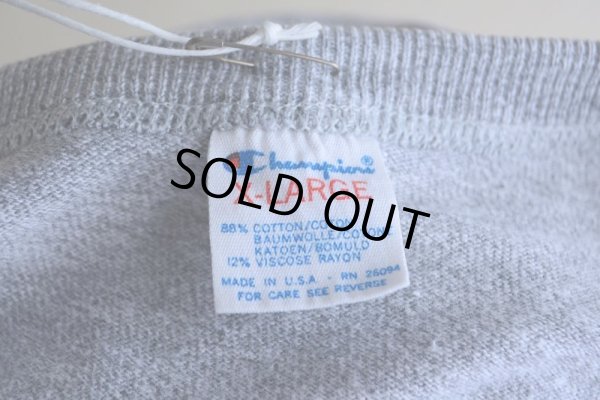 Champion®
X-LARGE
SOLD OUT
88% COTTON/COTON
BAUMWOLLE/COTONE
KATOEN/BOMULD
12% VISCOSE RAYON
MADE IN U.S.A. - RN 26094
FOR CARE SEE REVERSE